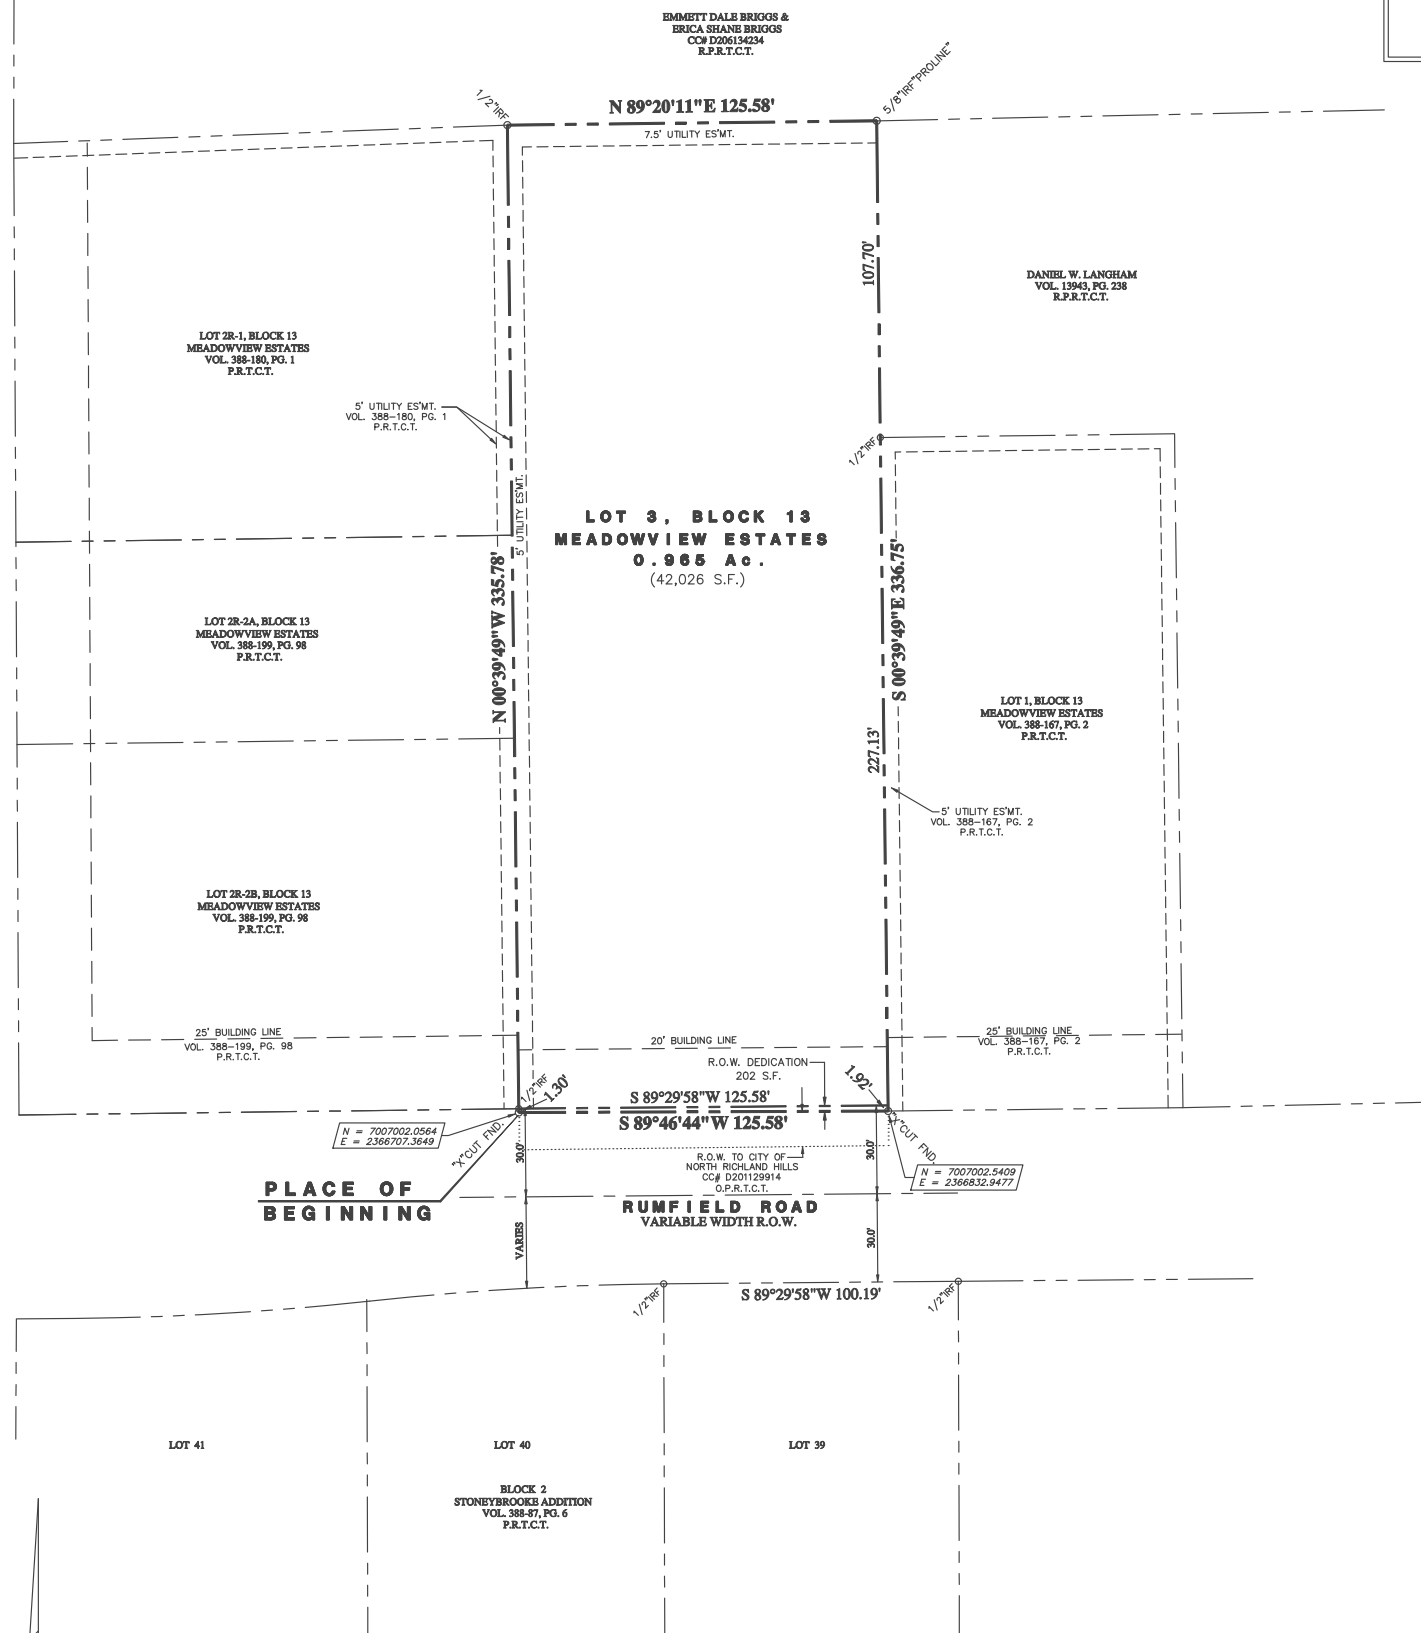 EMMETT DALE BRIGGS &
ERICA SHANE BRIGGS
CC# D206134234
R.P.R.T.C.T.
1/2"IRF
N 89°20'11"E 125.58'
5/8"IRF"PROLINE"
7.5' UTILITY ES'MT.
107.70'
DANIEL W. LANGHAM
VOL. 13943, PG. 238
R.P.R.T.C.T.
LOT 2R-1, BLOCK 13
MEADOWVIEW ESTATES
VOL. 388-180, PG. 1
P.R.T.C.T.
5' UTILITY ES'MT.
VOL. 388-180, PG. 1
P.R.T.C.T.
1/2"IRF
5' UTILITY ES'MT.
LOT 3, BLOCK 13
MEADOWVIEW ESTATES
0.965 Ac.
(42,026 S.F.)
N 00°39'49"W 335.78'
S 00°39'49"E 336.75'
LOT 2R-2A, BLOCK 13
MEADOWVIEW ESTATES
VOL. 388-199, PG. 98
P.R.T.C.T.
LOT 1, BLOCK 13
MEADOWVIEW ESTATES
VOL. 388-167, PG. 2
P.R.T.C.T.
227.13'
5' UTILITY ES'MT.
VOL. 388-167, PG. 2
P.R.T.C.T.
LOT 2R-2B, BLOCK 13
MEADOWVIEW ESTATES
VOL. 388-199, PG. 98
P.R.T.C.T.
25' BUILDING LINE
VOL. 388-199, PG. 98
P.R.T.C.T.
20' BUILDING LINE
25' BUILDING LINE
VOL. 388-167, PG. 2
P.R.T.C.T.
R.O.W. DEDICATION
202 S.F.
1/2"IRF
1.30'
1.92'
S 89°29'58"W 125.58'
S 89°46'44"W 125.58'
N = 7007002.0564
E = 2366707.3649
"X"CUT FND.
"X"CUT FND.
30.0'
30.0'
R.O.W. TO CITY OF
NORTH RICHLAND HILLS
CC# D201129914
O.P.R.T.C.T.
N = 7007002.5409
E = 2366832.9477
PLACE OF
BEGINNING
RUMFIELD ROAD
VARIABLE WIDTH R.O.W.
VARIES
30.0'
S 89°29'58"W 100.19'
1/2"IRF
1/2"IRF
LOT 41
LOT 40
LOT 39
BLOCK 2
STONEYBROOKE ADDITION
VOL. 388-87, PG. 6
P.R.T.C.T.